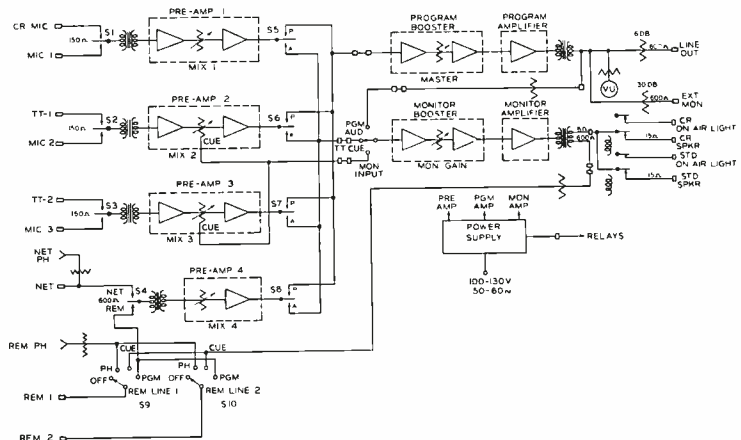 CR MIC
150Ω
MIC 1
S1
PRE-AMP 1
MIX 1
S5
P
A
TT-1
150Ω
MIC 2
S2
PRE-AMP 2
CUE
MIX 2
S6
P
A
TT-2
150Ω
MIC 3
S3
PRE-AMP 3
CUE
MIX 3
S7
P
A
NET
PH
NET
NET
600Ω
REM
S4
PRE-AMP 4
MIX 4
S8
P
A
REM PH
CUE
CUE
PH
OFF
PGM
REM LINE 1
S9
PH
OFF
PGM
REM LINE 2
S10
REM 1
REM 2
PROGRAM
BOOSTER
MASTER
PROGRAM
AMPLIFIER
6 DB
600Ω
LINE
OUT
VU
30 DB
600Ω
EXT
MON
PGM
AUD
TT CUE
MON
INPUT
MONITOR
BOOSTER
MON GAIN
MONITOR
AMPLIFIER
8Ω
600Ω
CR
ON AIR LIGHT
15Ω
CR
SPKR
STD
ON AIR LIGHT
15Ω
STD
SPKR
PRE
AMP
PGM
AMP
MON
AMP
POWER
SUPPLY
RELAYS
100-130V
50-60~